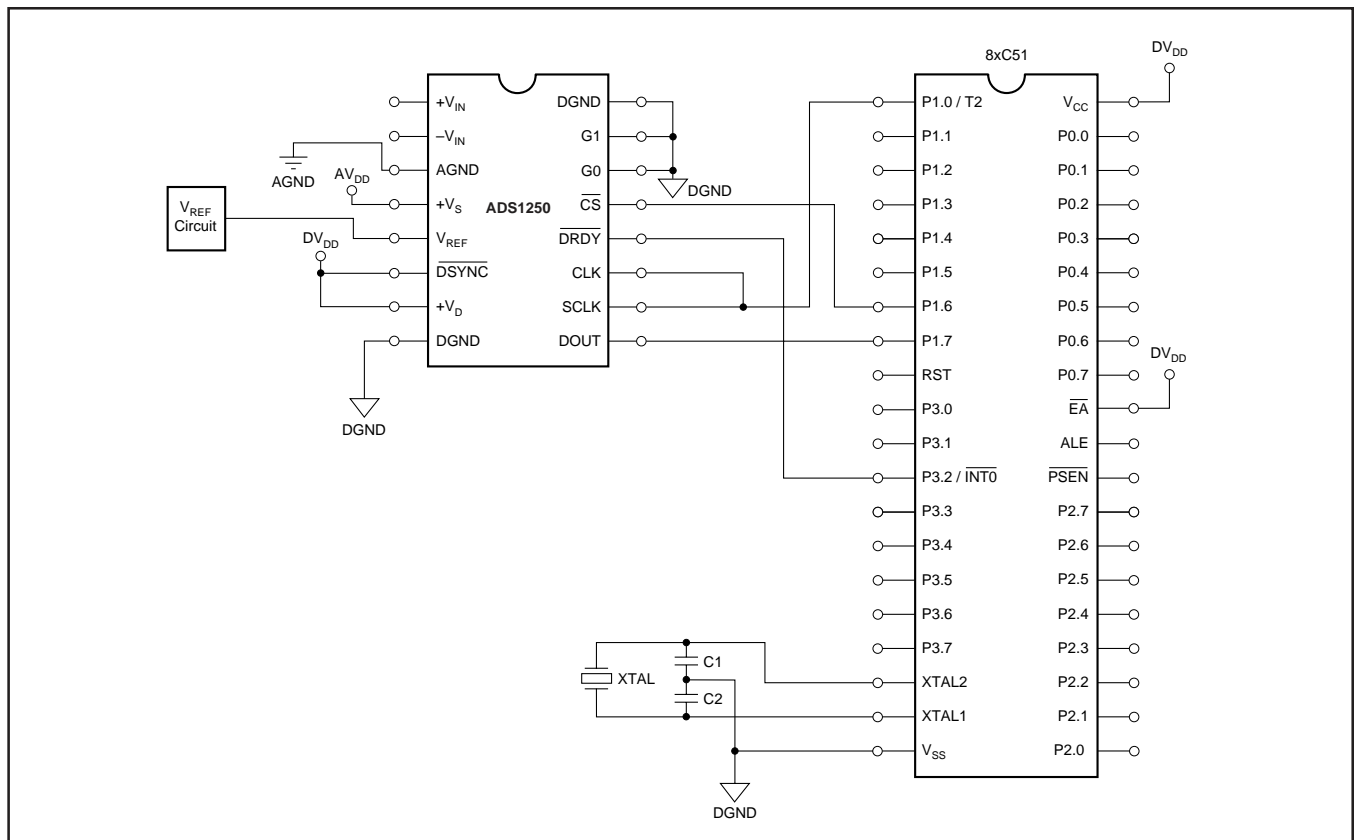 8xC51
DVDD
+VIN
–VIN
AGND
+VS
VREF
DSYNC
+VD
DGND
ADS1250
DGND
G1
G0
CS
DRDY
CLK
SCLK
DOUT
AGND
AVDD
VREF
Circuit
DVDD
DGND
DGND
P1.0 / T2
P1.1
P1.2
P1.3
P1.4
P1.5
P1.6
P1.7
RST
P3.0
P3.1
P3.2 / INT0
P3.3
P3.4
P3.5
P3.6
P3.7
XTAL2
XTAL1
VSS
VCC
P0.0
P0.1
P0.2
P0.3
P0.4
P0.5
P0.6
P0.7
EA
ALE
PSEN
P2.7
P2.6
P2.5
P2.4
P2.3
P2.2
P2.1
P2.0
DVDD
XTAL
C1
C2
DGND